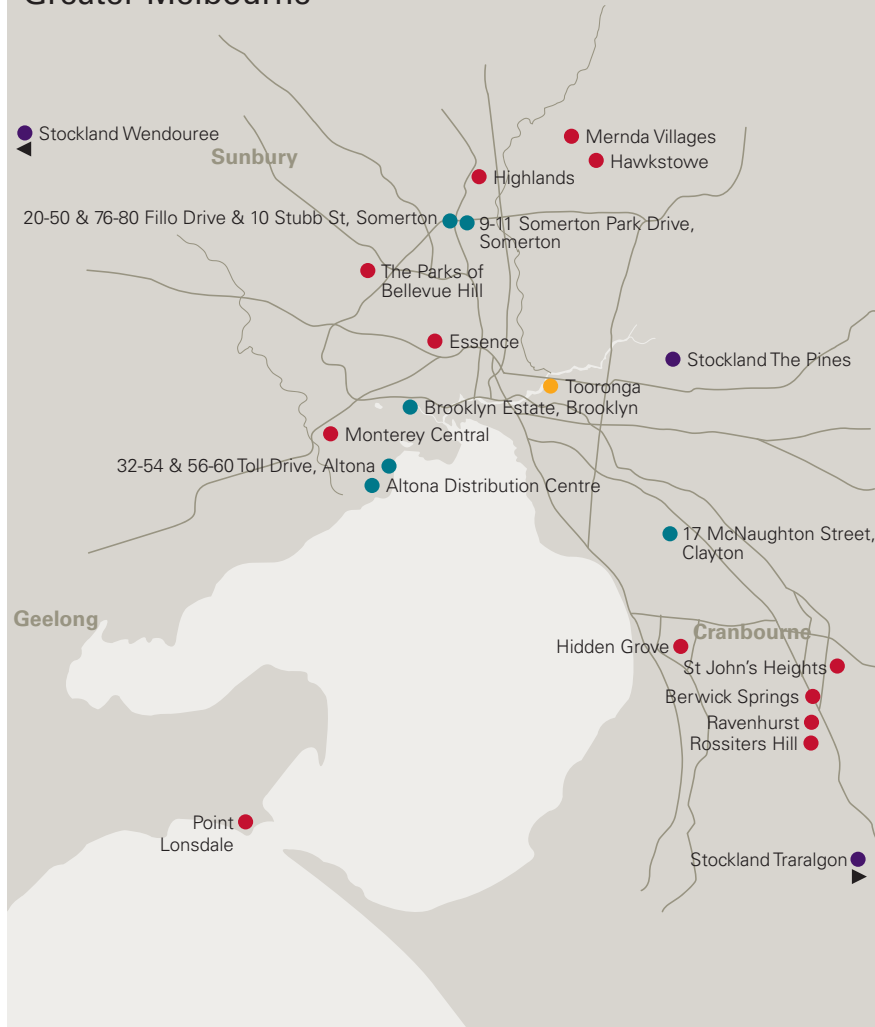 Greater Melbourne
Stockland Wendouree
Sunbury
Mernda Villages
Hawkstowe
Highlands
20-50 & 76-80 Fillo Drive & 10 Stubb St, Somerton
9-11 Somerton Park Drive,
Somerton
The Parks of
Bellevue Hill
Essence
Stockland The Pines
Tooronga
Brooklyn Estate, Brooklyn
Monterey Central
32-54 & 56-60 Toll Drive, Altona
Altona Distribution Centre
17 McNaughton Street,
Clayton
Geelong
Cranbourne
Hidden Grove
St John’s Heights
Berwick Springs
Ravenhurst
Rossiters Hill
Point
Lonsdale
Stockland Traralgon